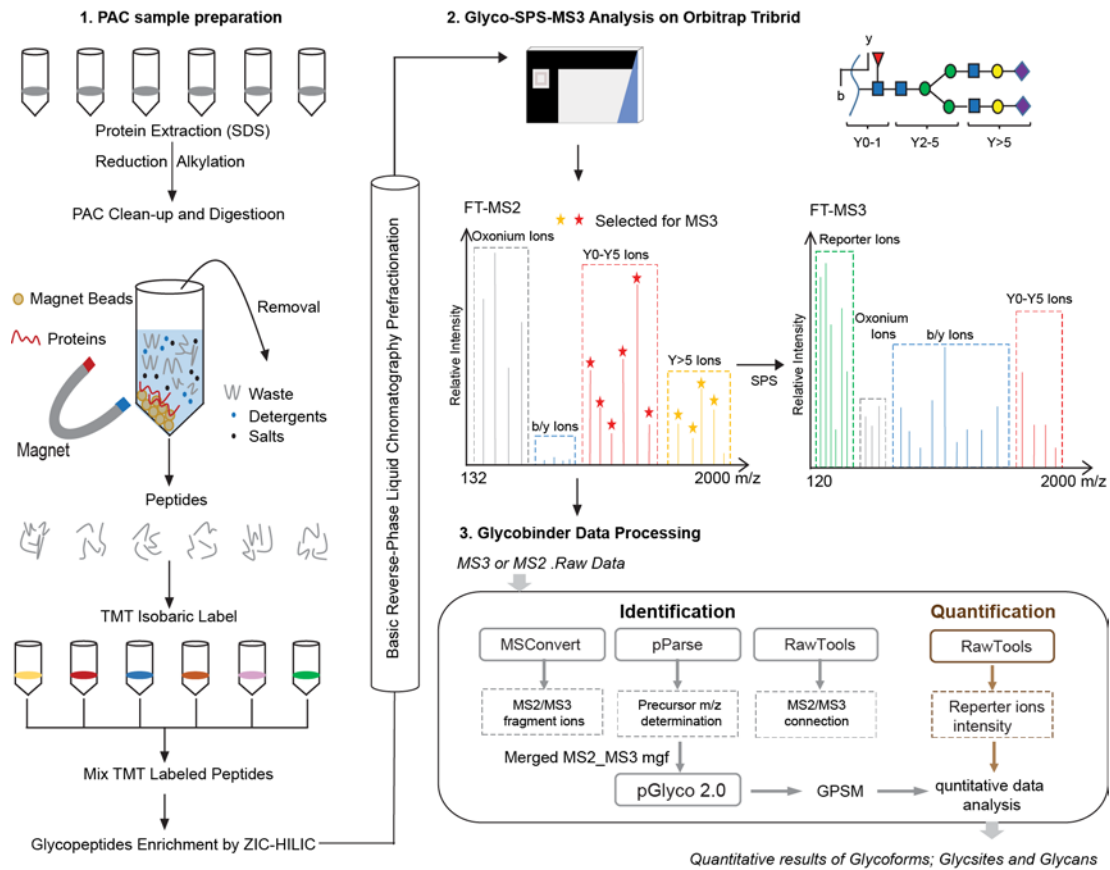 1. PAC sample preparation
Protein Extraction (SDS)
Reduction Alkylation
PAC Clean-up and Digestioon
Magnet Beads
Proteins
Removal
Waste
Detergents
Salts
Magnet
Peptides
TMT Isobaric Label
Mix TMT Labeled Peptides
Glycopeptides Enrichment by ZIC-HILIC
Basic Reverse-Phase Liquid Chromatography Prefractionation
2. Glyco-SPS-MS3 Analysis on Orbitrap Tribrid
y
b
Y0-1
Y2-5
Y>5
FT-MS2
Selected for MS3
Oxonium Ions
Y0-Y5 Ions
Y>5 Ions
b/y Ions
Relative Intensity
132
2000 m/z
SPS
FT-MS3
Reporter Ions
Oxonium
Ions
b/y Ions
Y0-Y5 Ions
Relative Intensity
120
2000 m/z
3. Glycobinder Data Processing
MS3 or MS2 .Raw Data
Identification
Quantification
MSConvert
pParse
RawTools
RawTools
MS2/MS3
fragment ions
Precursor m/z
determination
MS2/MS3
connection
Reporter ions
intensity
Merged MS2_MS3 mgf
pGlyco 2.0
GPSM
quntitative data
analysis
Quantitative results of Glycoforms; Glycsites and Glycans